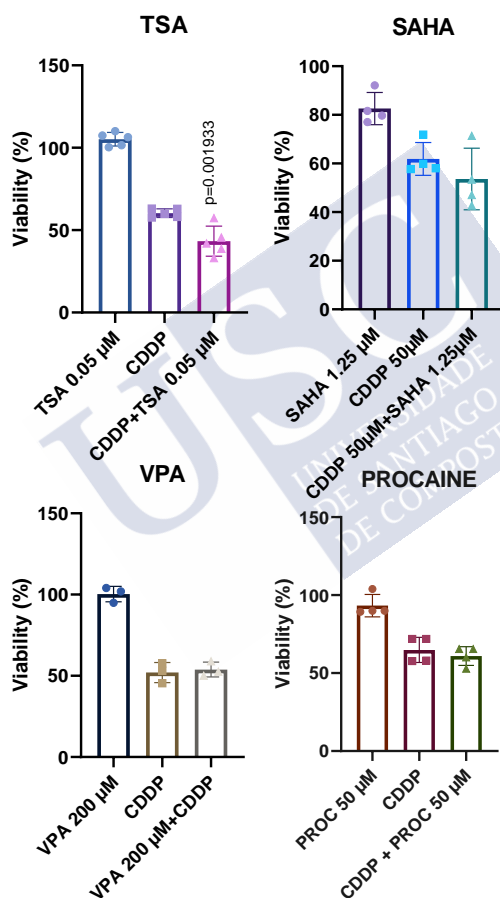 TSA
Viability (%)
150
100
50
0
p=0.001933
TSA 0.05 µM
CDDP
CDDP+TSA 0.05 µM
SAHA
Viability (%)
100
80
60
40
20
0
SAHA 1.25 µM
CDDP 50µM
CDDP 50µM+SAHA 1.25µM
VPA
Viability (%)
150
100
50
0
VPA 200 µM
CDDP
VPA 200 µM+CDDP
PROCAINE
Viability (%)
150
100
50
0
PROC 50 µM
CDDP
CDDP + PROC 50 µM
USC
UNIVERSIDADE
DE SANTIAGO
DE COMPOST